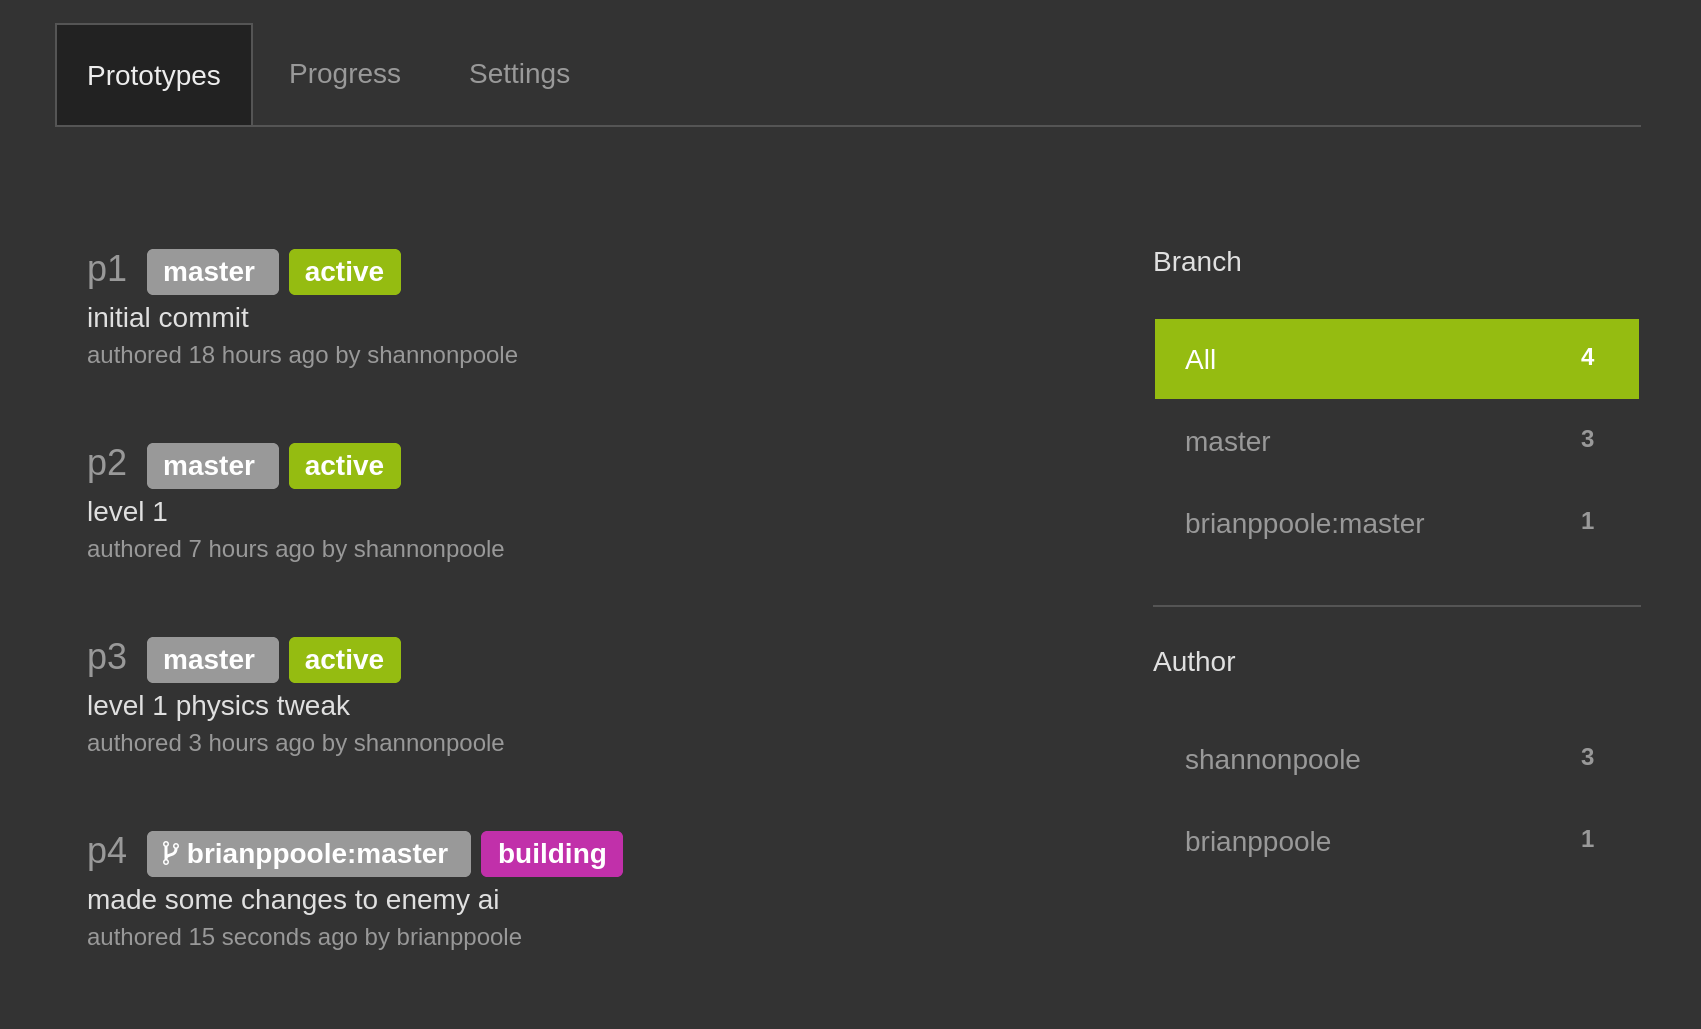 Prototypes Progress Settings
p1 master active
initial commit
authored 18 hours ago by shannonpoole
p2 master active
level 1
authored 7 hours ago by shannonpoole
p3 master active
level 1 physics tweak
authored 3 hours ago by shannonpoole
p4 brianppoole:master building
made some changes to enemy ai
authored 15 seconds ago by brianppoole
Branch
All 4
master 3
brianppoole:master 1
Author
shannonpoole 3
brianppoole 1